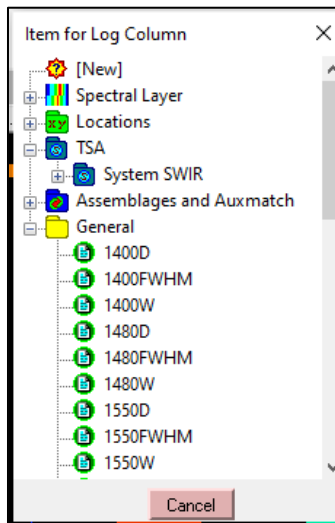 Item for Log Column
[New]
Spectral Layer
xy Locations
TSA
System SWIR
Assemblages and Auxmatch
General
1400D
1400FWHM
1400W
1480D
1480FWHM
1480W
1550D
1550FWHM
1550W
Cancel